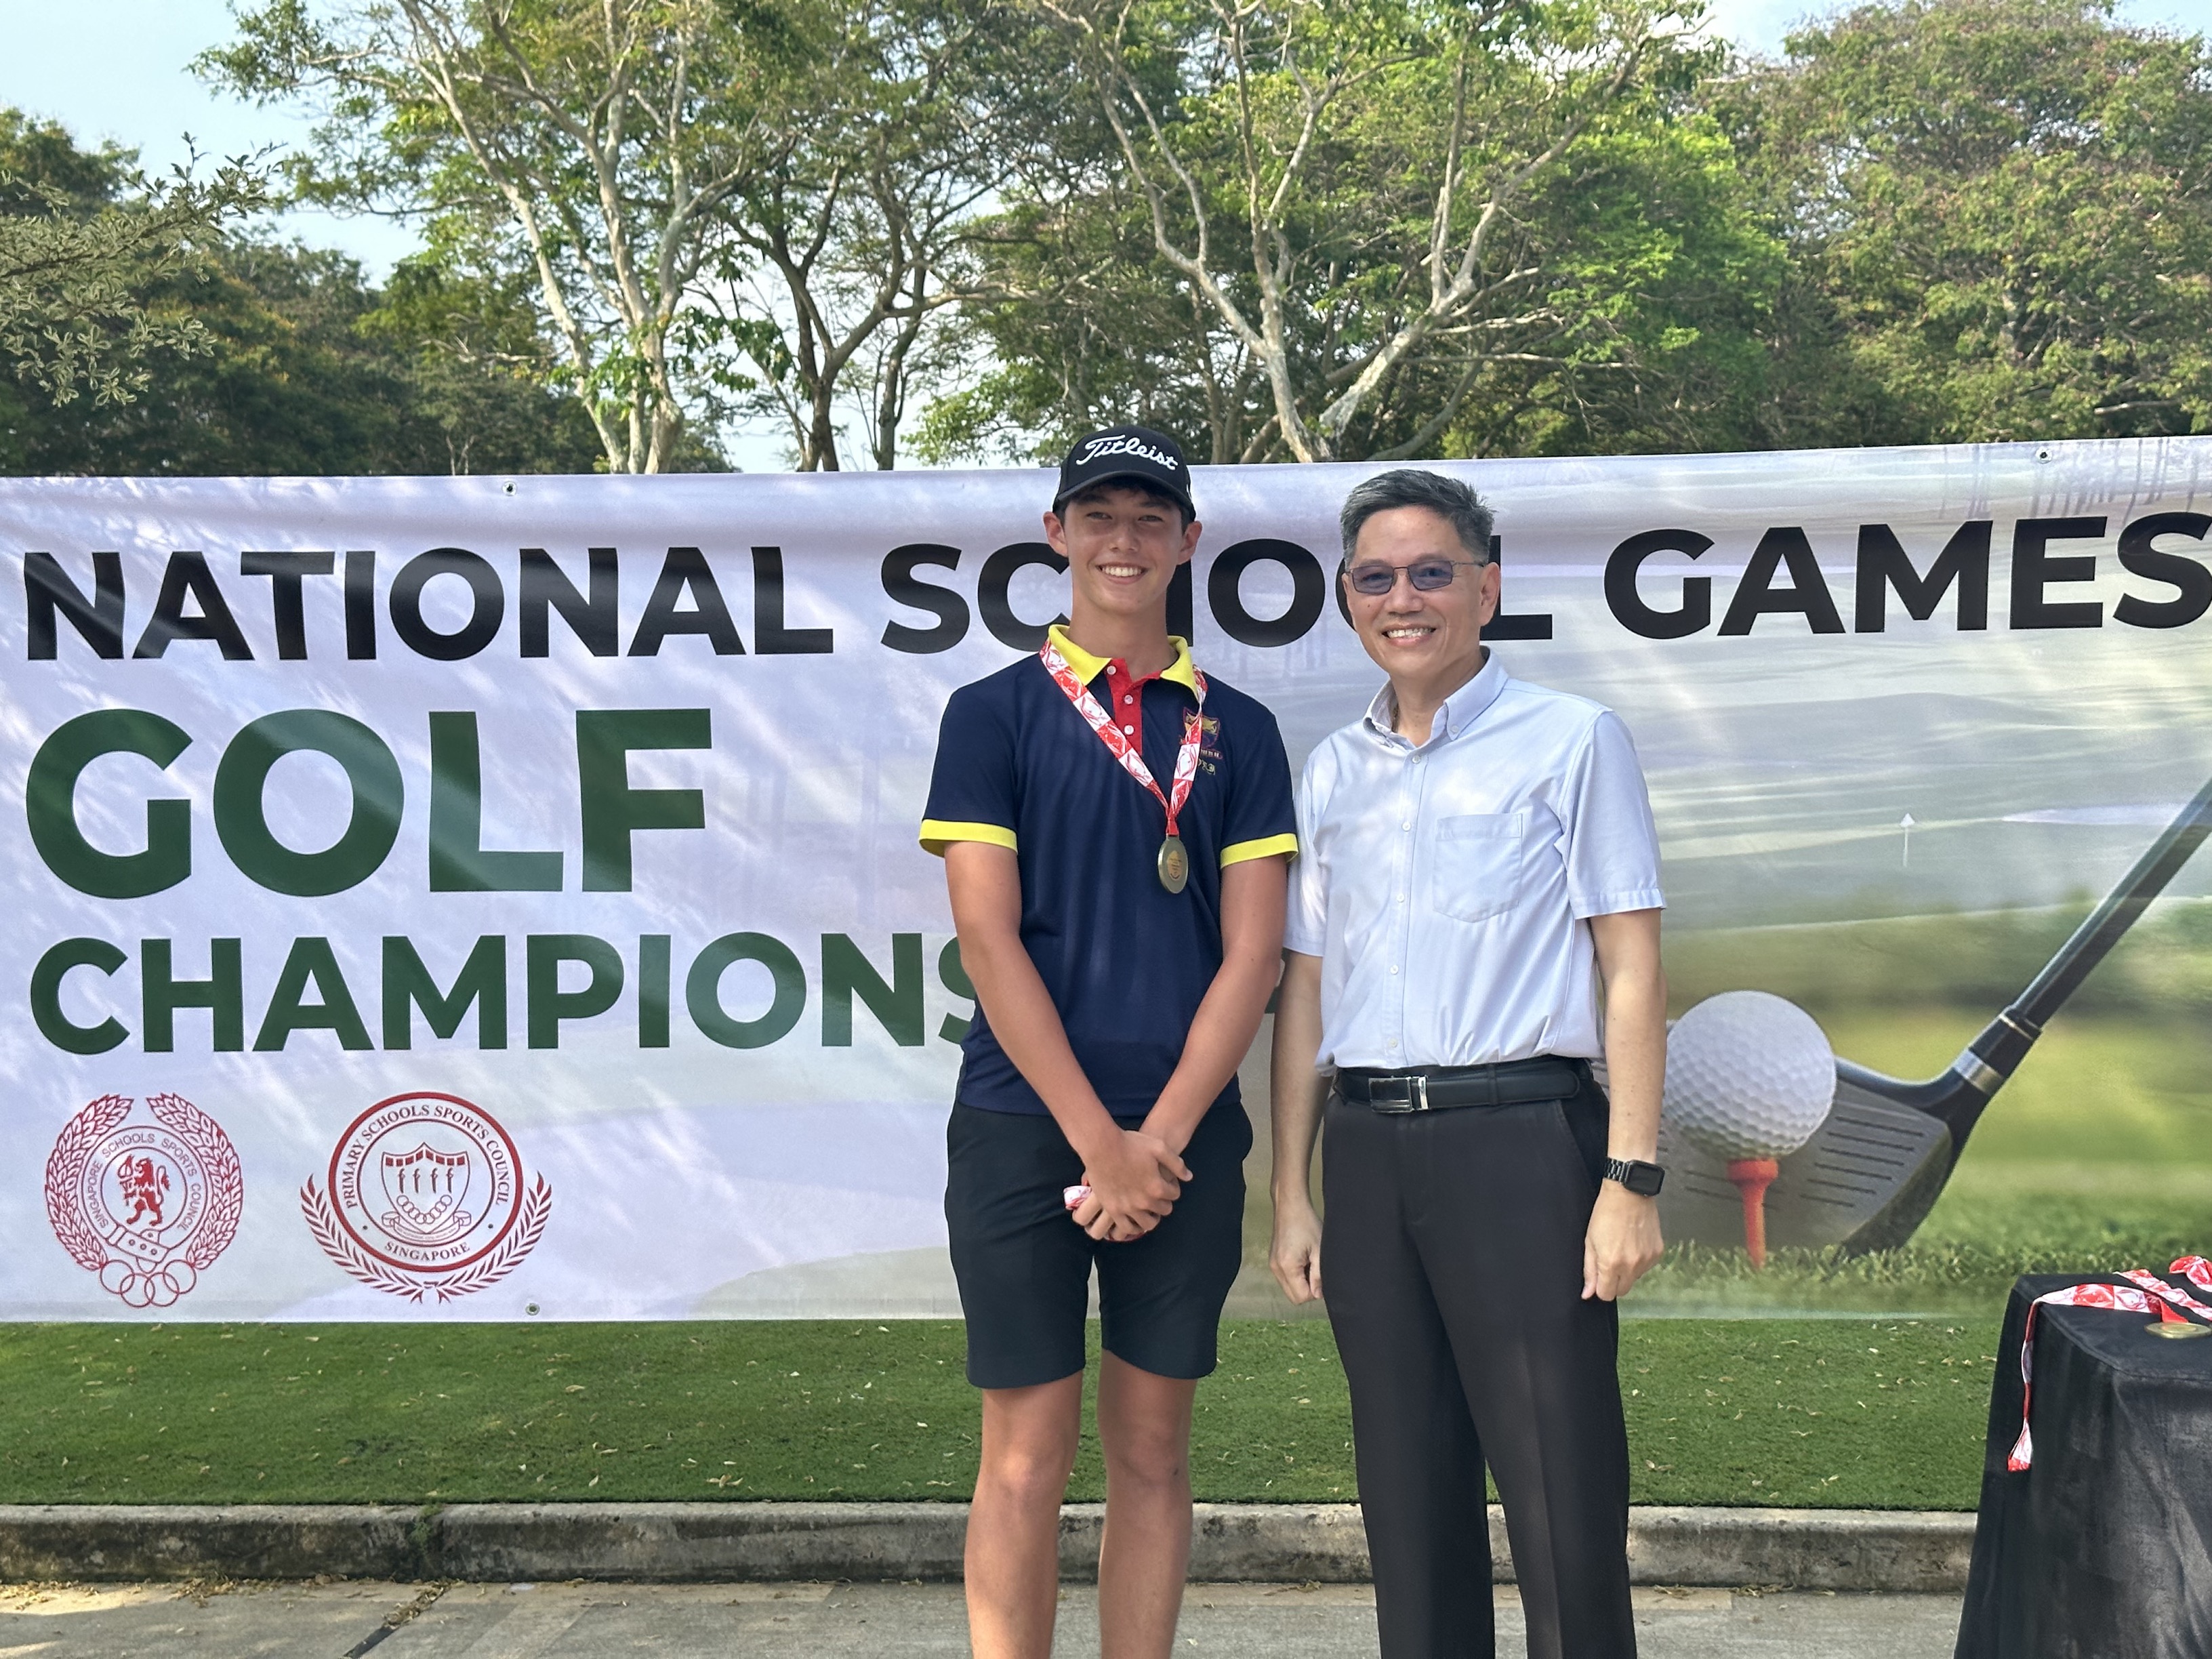 Titleist
NATIONAL SCHOOL GAMES
GOLF
CHAMPIONS
SINGAPORE SCHOOLS SPORTS COUNCIL
PRIMARY SCHOOLS SPORTS COUNCIL
SINGAPORE